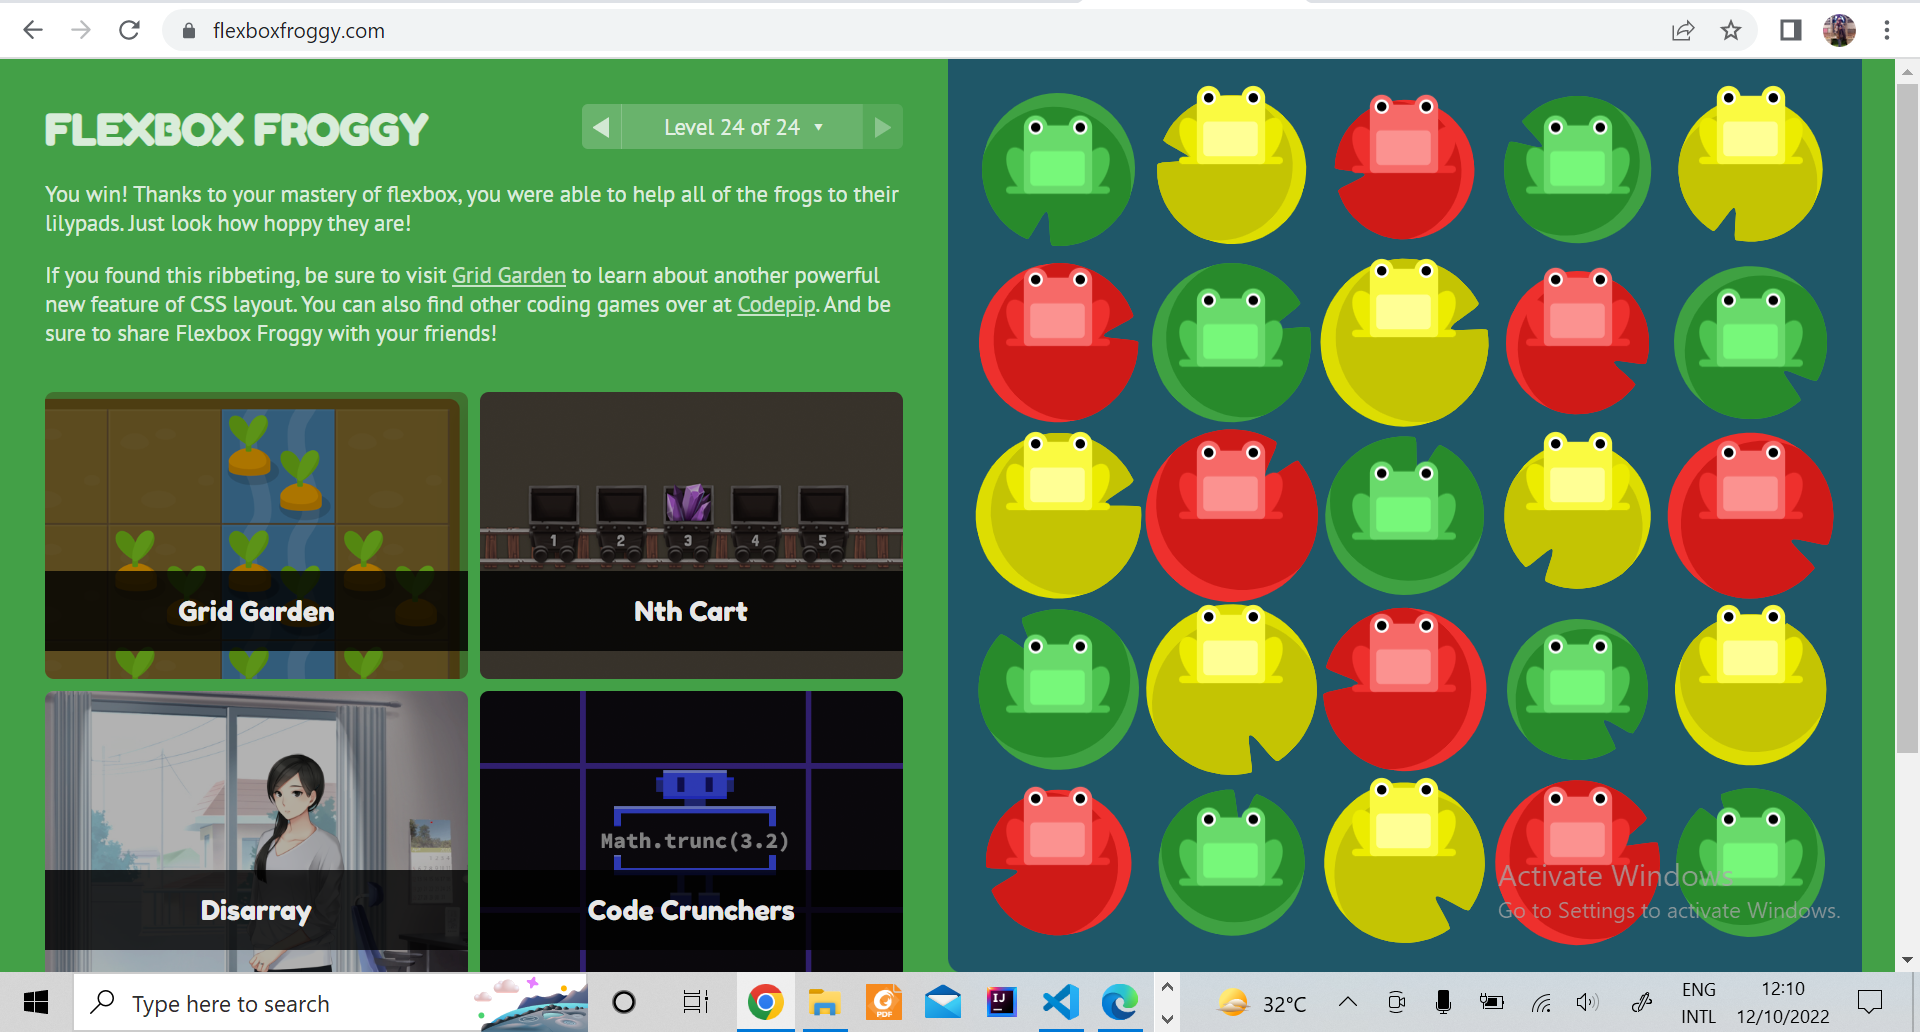 flexboxfroggy.com
FLEXBOX FROGGY
Level 24 of 24
You win! Thanks to your mastery of flexbox, you were able to help all of the frogs to their
lilypads. Just look how hoppy they are!
If you found this ribbeting, be sure to visit Grid Garden to learn about another powerful
new feature of CSS layout. You can also find other coding games over at Codepip. And be
sure to share Flexbox Froggy with your friends!
1 2 3 4 5
Grid Garden
Nth Cart
Math.trunc(3.2)
Disarray
Code Crunchers
Activate Windows
Go to Settings to activate Windows.
Type here to search
PDF
IJ
32°C
ENG
INTL
12:10
12/10/2022